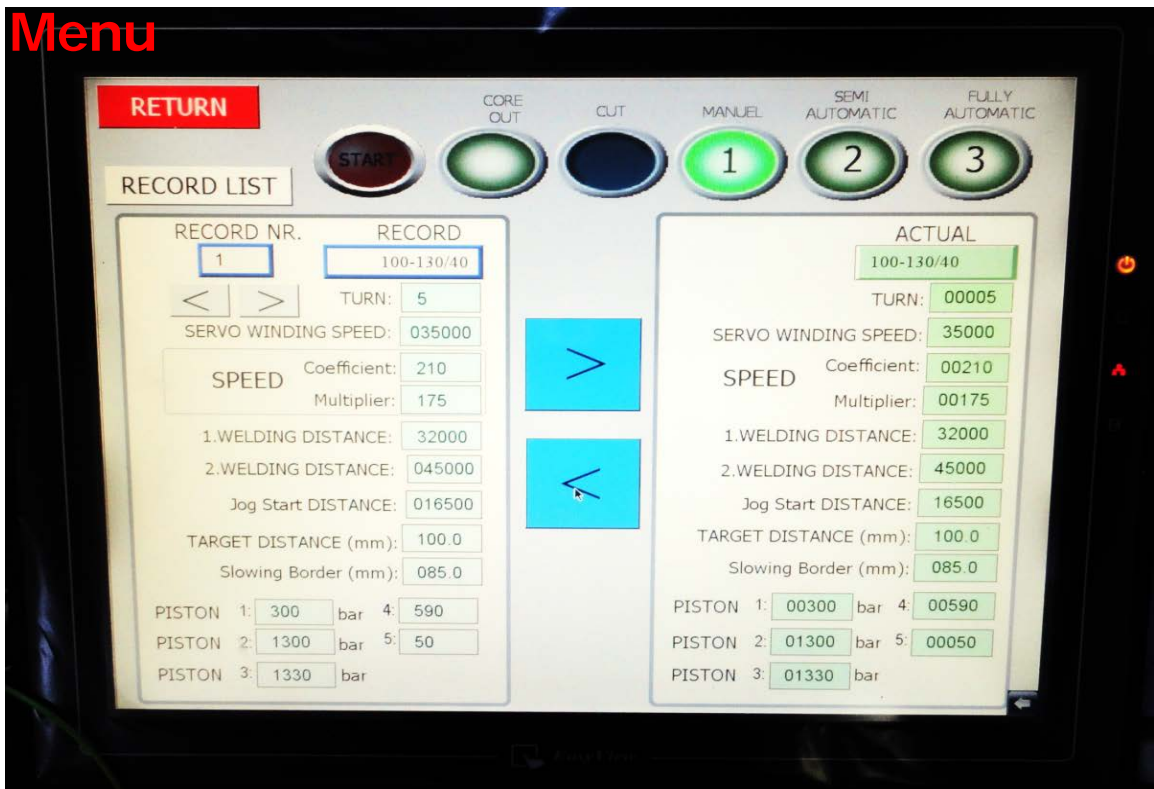 Menu
RETURN
CORE OUT
CUT
MANUEL
SEMI AUTOMATIC
FULLY AUTOMATIC
START
1
2
3
RECORD LIST
RECORD NR. RECORD
1 100-130/40
< > TURN: 5
SERVO WINDING SPEED: 035000
SPEED Coefficient: 210
Multiplier: 175
1.WELDING DISTANCE: 32000
2.WELDING DISTANCE: 045000
Jog Start DISTANCE: 016500
TARGET DISTANCE (mm): 100.0
Slowing Border (mm): 085.0
PISTON 1: 300 bar 4: 590
PISTON 2: 1300 bar 5: 50
PISTON 3: 1330 bar
>
<
ACTUAL
100-130/40
TURN: 00005
SERVO WINDING SPEED: 35000
SPEED Coefficient: 00210
Multiplier: 00175
1.WELDING DISTANCE: 32000
2.WELDING DISTANCE: 45000
Jog Start DISTANCE: 16500
TARGET DISTANCE (mm): 100.0
Slowing Border (mm): 085.0
PISTON 1: 00300 bar 4: 00590
PISTON 2: 01300 bar 5: 00050
PISTON 3: 01330 bar
EasyView